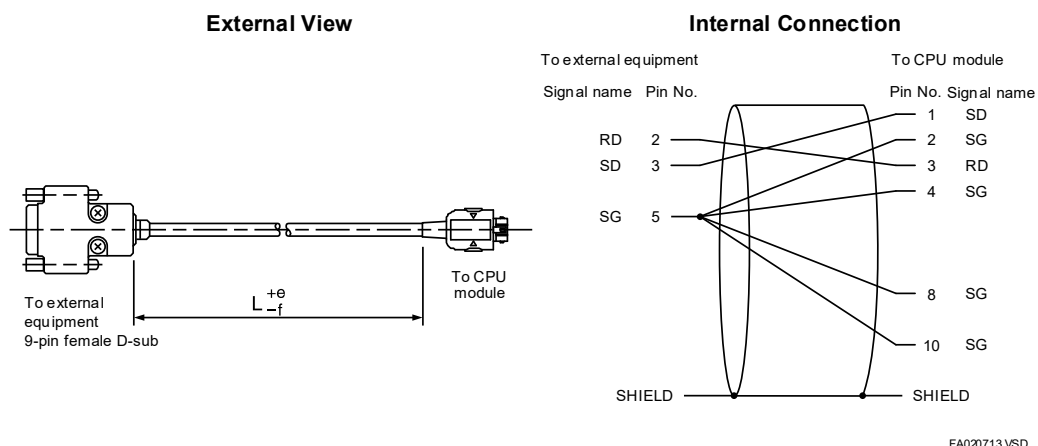 External View
Internal Connection
To external equipment
To CPU module
Signal name Pin No.
Pin No. Signal name
1 SD
RD 2
2 SG
SD 3
3 RD
4 SG
SG 5
8 SG
10 SG
SHIELD
SHIELD
To CPU
module
L +e
−f
To external
equipment
9-pin female D-sub
FA020713.VSD